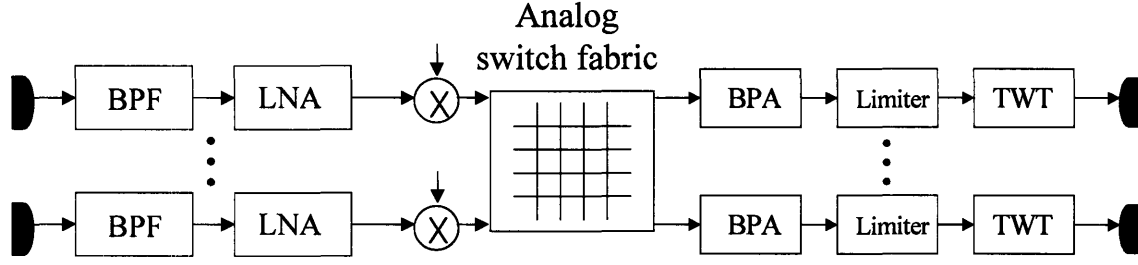 Analog
switch fabric
BPF LNA X BPA Limiter TWT
BPF LNA X BPA Limiter TWT